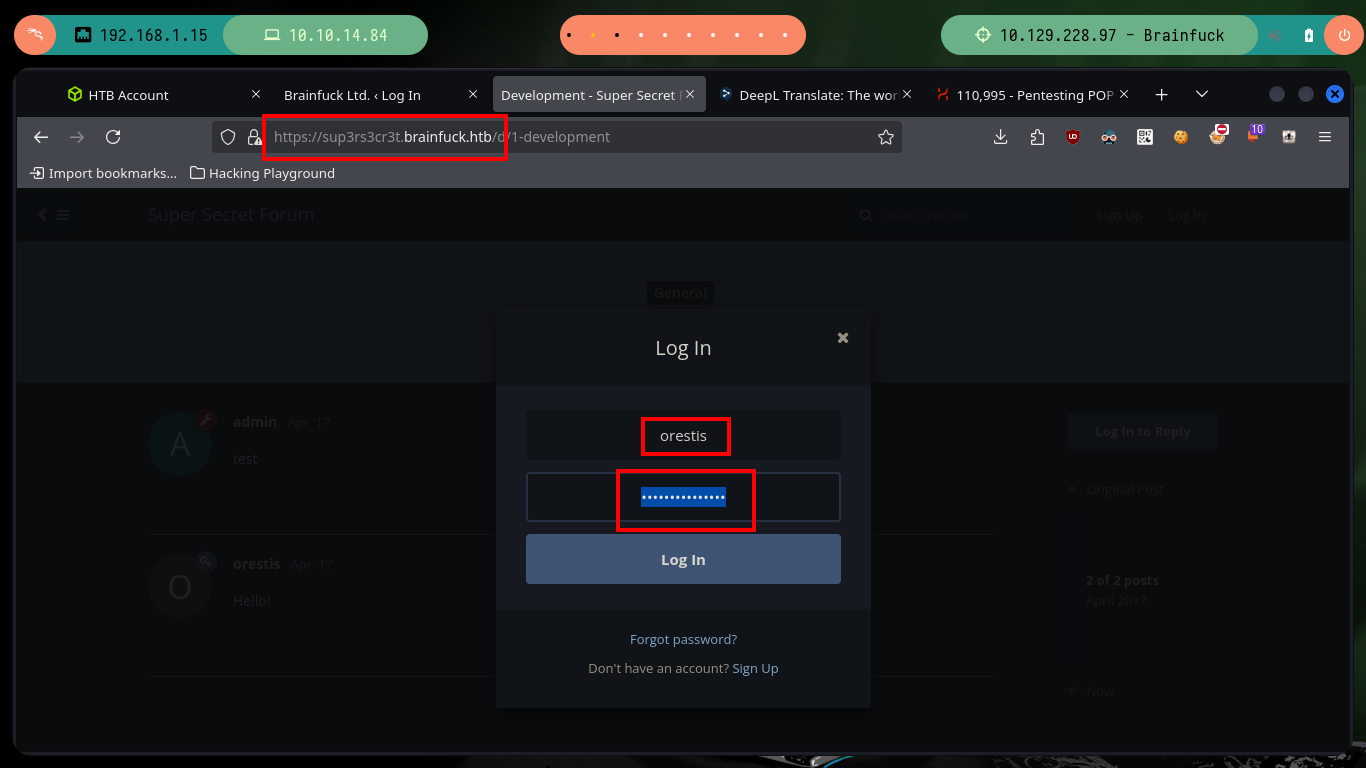 192.168.1.15
10.10.14.84
10.129.228.97 - Brainfuck
HTB Account
Brainfuck Ltd. ‹ Log In
Development - Super Secret F
DeepL Translate: The wor
110,995 - Pentesting POP
https://sup3rs3cr3t.brainfuck.htb/d/1-development
10
Import bookmarks...
Hacking Playground
Super Secret Forum
Search Forum
Sign Up
Log In
General
Log In
admin Apr '17
A
test
orestis
Log In to Reply
Original Post
•••••••••••••••
Log In
orestis Apr '17
O
Hello!
2 of 2 posts
April 2017
Forgot password?
Don't have an account? Sign Up
Now